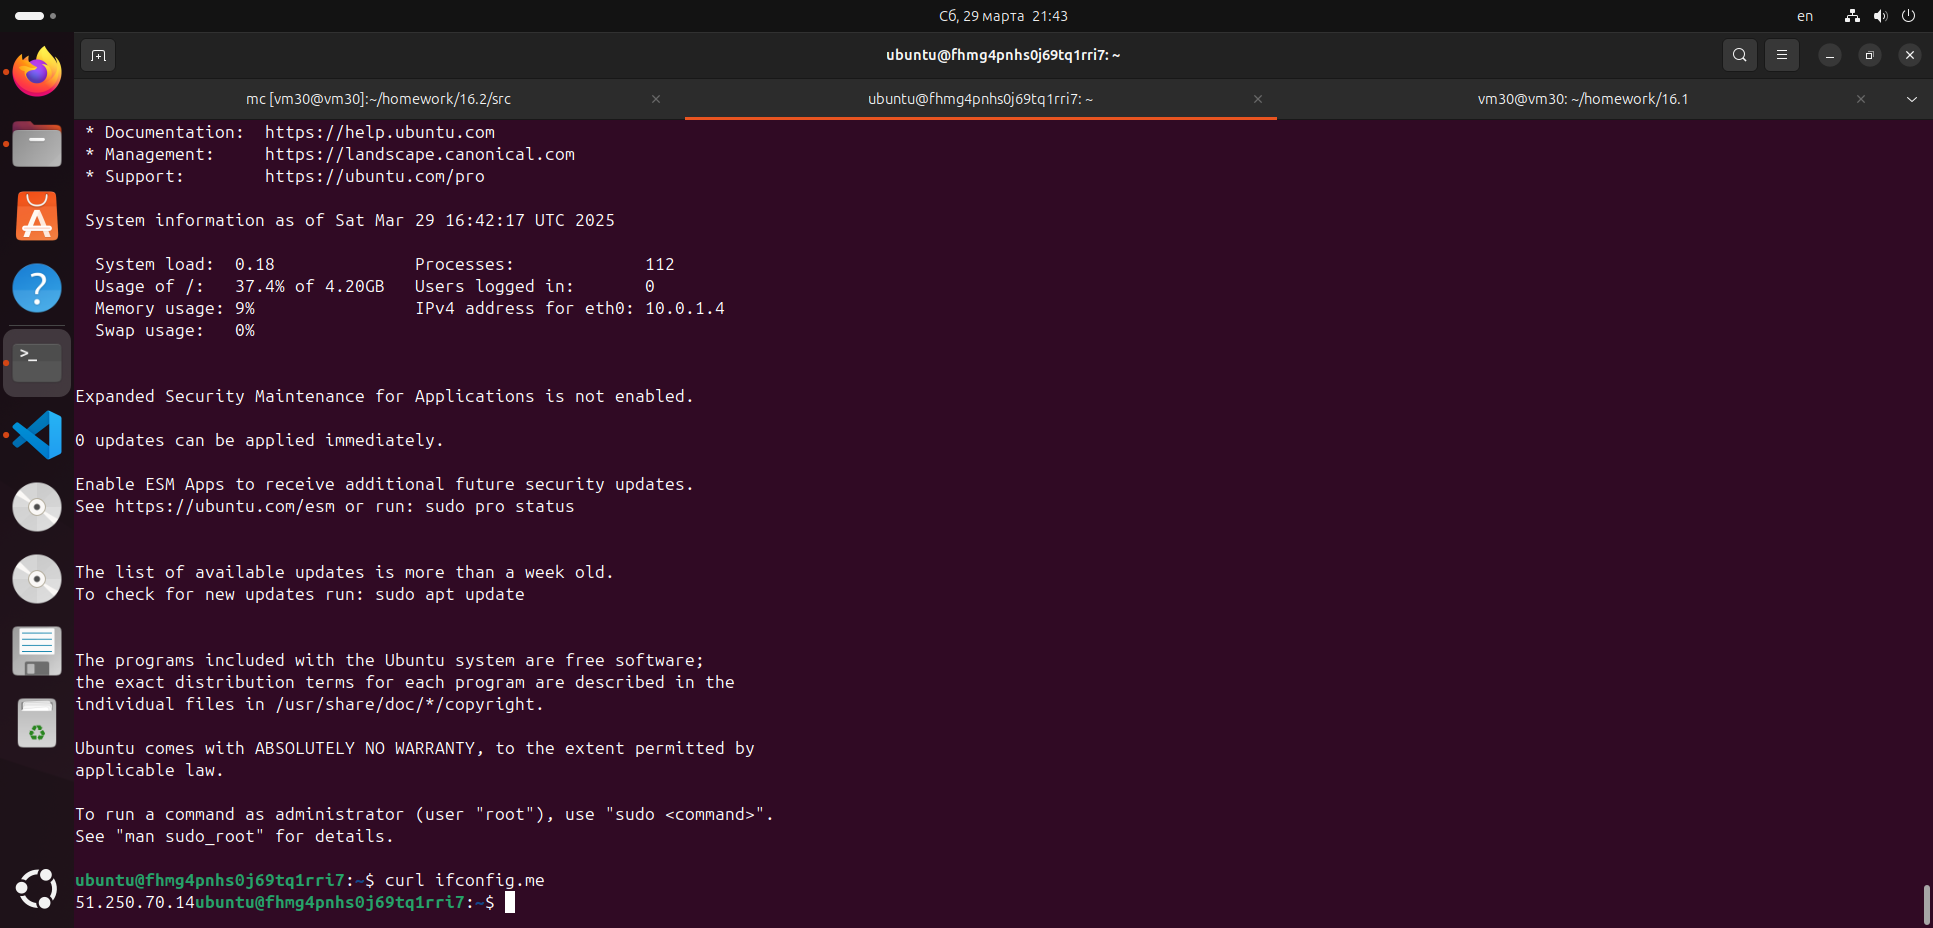 Сб, 29 марта 21:43
en
ubuntu@fhmg4pnhs0j69tq1rri7: ~
mc [vm30@vm30]:~/homework/16.2/src
ubuntu@fhmg4pnhs0j69tq1rri7: ~
vm30@vm30: ~/homework/16.1
* Documentation:  https://help.ubuntu.com
* Management:     https://landscape.canonical.com
* Support:        https://ubuntu.com/pro
System information as of Sat Mar 29 16:42:17 UTC 2025
System load:  0.18                Processes:             112
Usage of /:   37.4% of 4.20GB   Users logged in:       0
Memory usage: 9%                IPv4 address for eth0: 10.0.1.4
Swap usage:   0%
Expanded Security Maintenance for Applications is not enabled.
0 updates can be applied immediately.
Enable ESM Apps to receive additional future security updates.
See https://ubuntu.com/esm or run: sudo pro status
The list of available updates is more than a week old.
To check for new updates run: sudo apt update
The programs included with the Ubuntu system are free software;
the exact distribution terms for each program are described in the
individual files in /usr/share/doc/*/copyright.
Ubuntu comes with ABSOLUTELY NO WARRANTY, to the extent permitted by
applicable law.
To run a command as administrator (user "root"), use "sudo <command>".
See "man sudo_root" for details.
ubuntu@fhmg4pnhs0j69tq1rri7:~$ curl ifconfig.me
51.250.70.14ubuntu@fhmg4pnhs0j69tq1rri7:~$